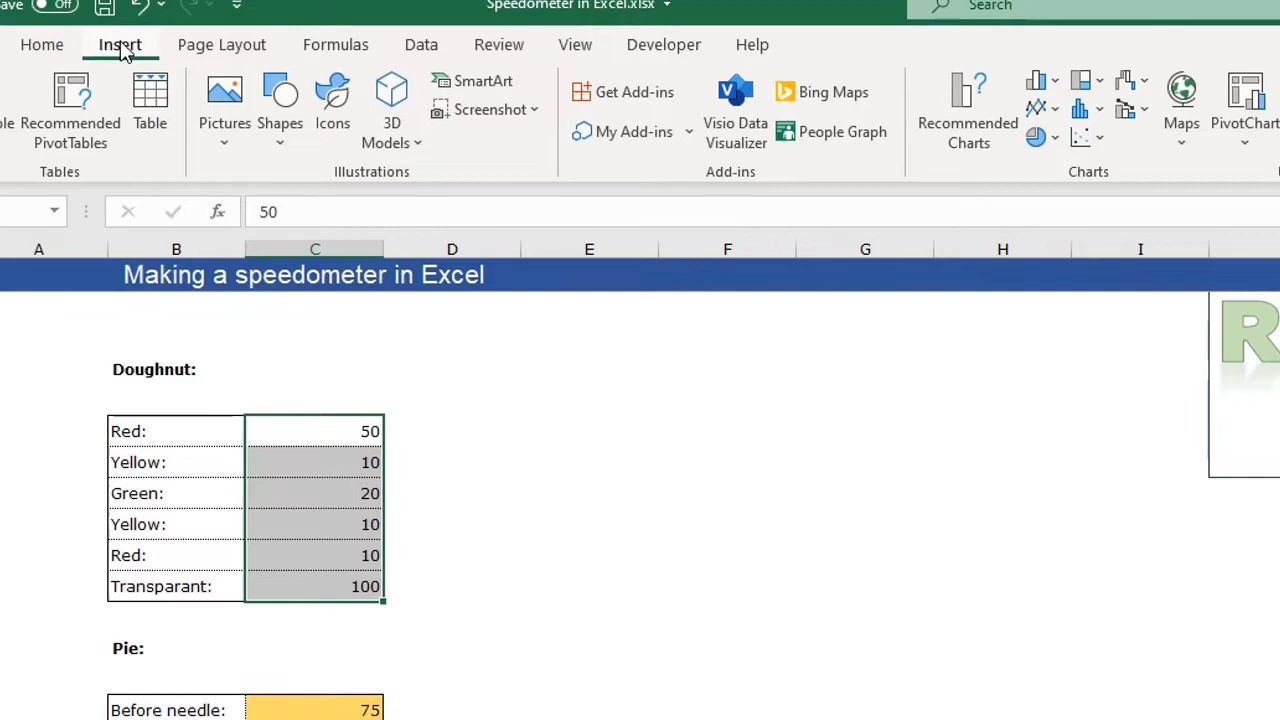 Save Off Speedometer in Excel.xlsx Search
Home Insert Page Layout Formulas Data Review View Developer Help
Recommended PivotTables
Table
Pictures
Shapes
Icons
3D Models
SmartArt
Screenshot
Get Add-ins
My Add-ins
Visio Data Visualizer
Bing Maps
People Graph
Recommended Charts
Maps
PivotChart
Tables Illustrations Add-ins Charts
fx 50
A B C D E F G H I
Making a speedometer in Excel
R
Doughnut:
Red: 50
Yellow: 10
Green: 20
Yellow: 10
Red: 10
Transparant: 100
Pie:
Before needle: 75